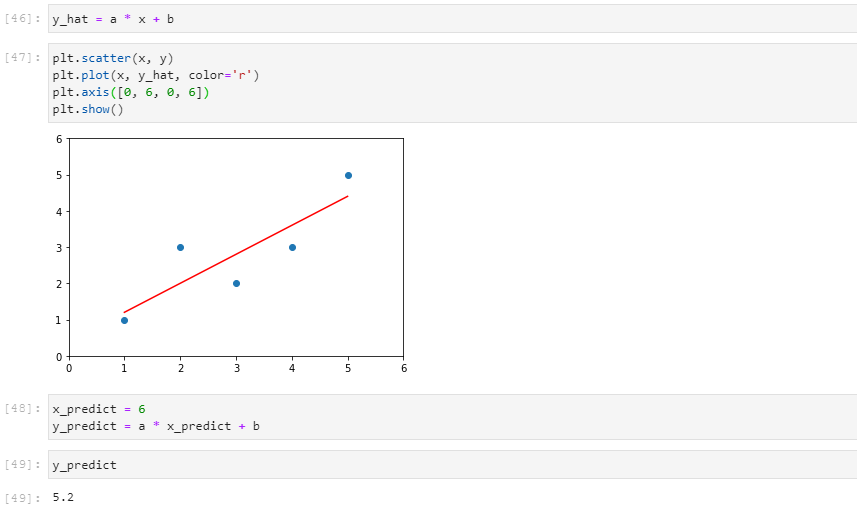 [46]: y_hat = a * x + b
[47]: plt.scatter(x, y)
plt.plot(x, y_hat, color='r')
plt.axis([0, 6, 0, 6])
plt.show()
6
5
4
3
2
1
0
0 1 2 3 4 5 6
[48]: x_predict = 6
y_predict = a * x_predict + b
[49]: y_predict
[49]: 5.2